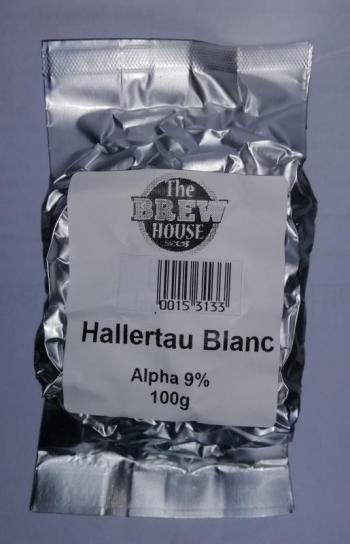 The
BREW
HOUSE
0015 3133
Hallertau Blanc
Alpha 9%
100g